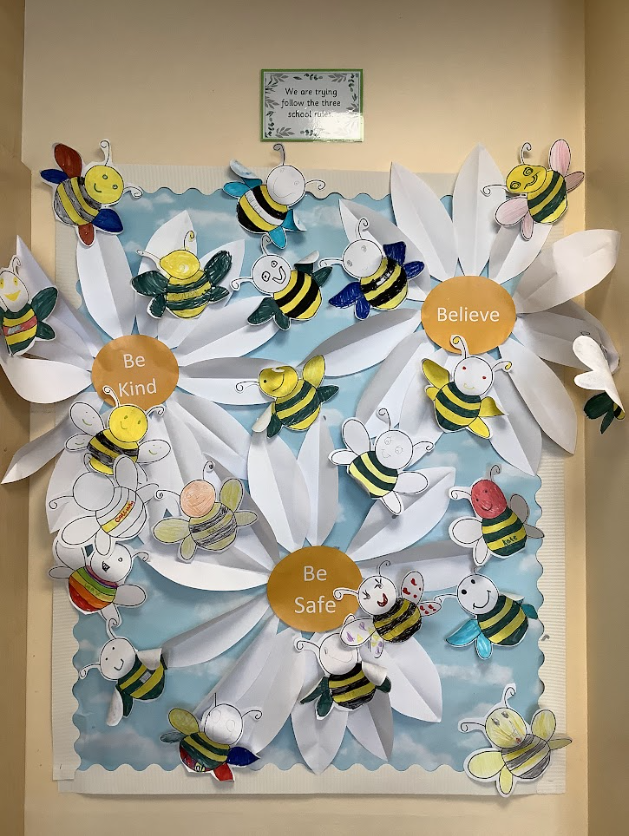 We are trying
follow the three
school rules
Believe
Be
Kind
Be
Safe